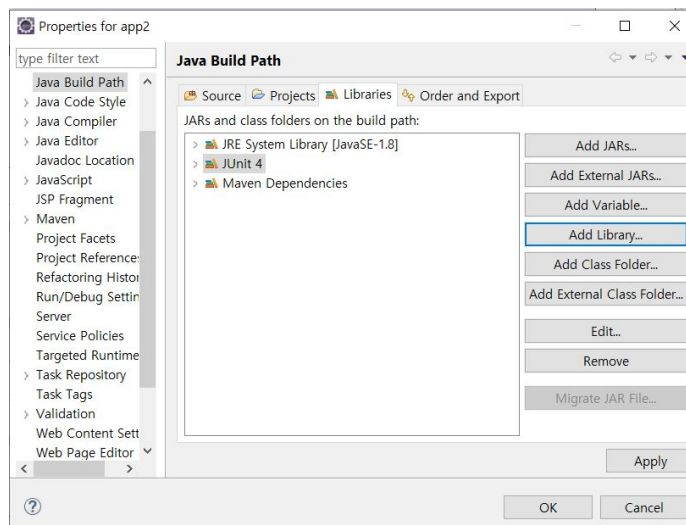 Properties for app2
type filter text
Java Build Path
Java Code Style
Java Compiler
Java Editor
Javadoc Location
JavaScript
JSP Fragment
Maven
Project Facets
Project Reference
Refactoring Histor
Run/Debug Settin
Server
Service Policies
Targeted Runtime
Task Repository
Task Tags
Validation
Web Content Sett
Web Page Editor
Java Build Path
Source Projects Libraries Order and Export
JARs and class folders on the build path:
JRE System Library [JavaSE-1.8]
JUnit 4
Maven Dependencies
Add JARs...
Add External JARs...
Add Variable...
Add Library...
Add Class Folder...
Add External Class Folder...
Edit...
Remove
Migrate JAR File...
Apply
OK Cancel